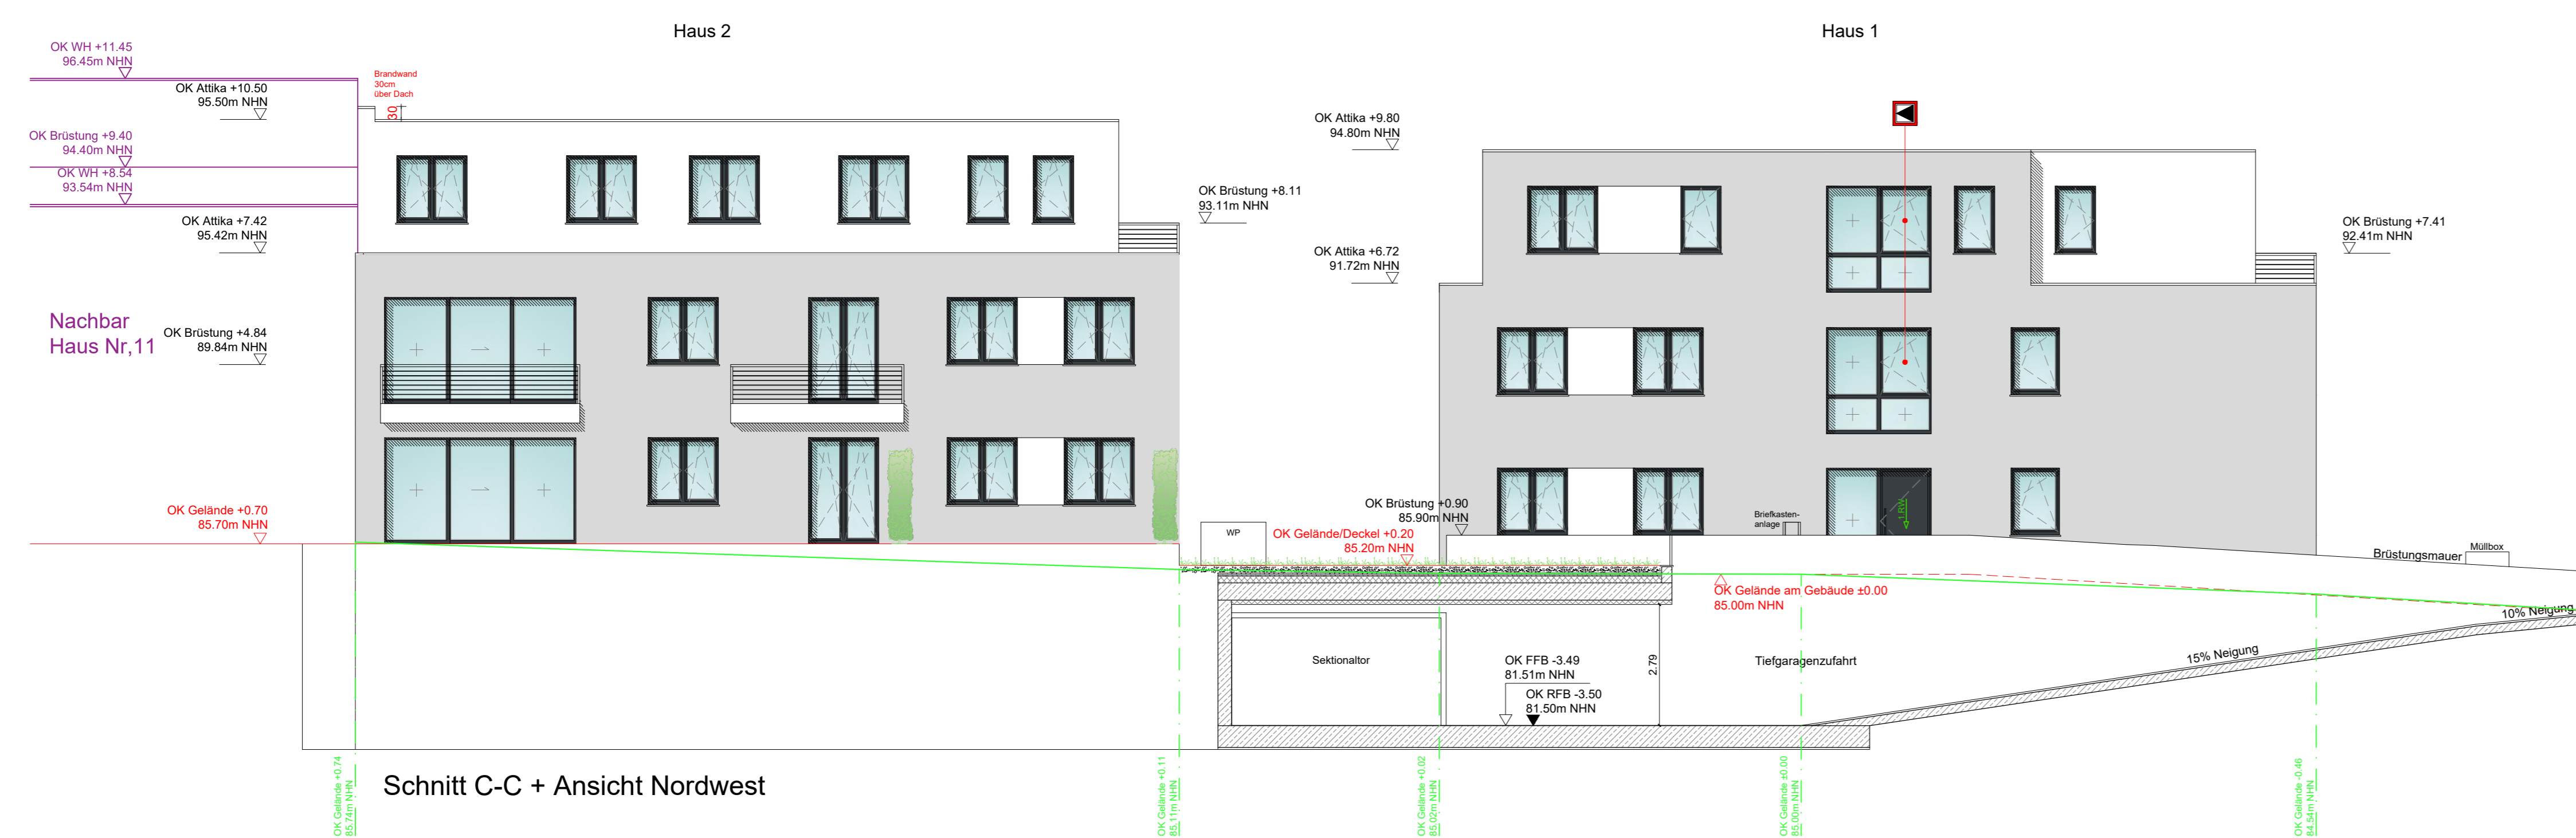 Haus 2
Haus 1
OK WH +11.45
96.45m NHN
OK Attika +10.50
95.50m NHN
Brandwand
30cm
über Dach
30
OK Brüstung +9.40
94.40m NHN
OK WH +8.54
93.54m NHN
OK Attika +7.42
95.42m NHN
Nachbar
Haus Nr,11
OK Brüstung +4.84
89.84m NHN
OK Gelände +0.70
85.70m NHN
OK Brüstung +8.11
93.11m NHN
OK Attika +9.80
94.80m NHN
OK Attika +6.72
91.72m NHN
OK Brüstung +7.41
92.41m NHN
OK Brüstung +0.90
85.90m NHN
WP
OK Gelände/Deckel +0.20
85.20m NHN
Briefkasten-
anlage
1.RW
Brüstungsmauer
Müllbox
OK Gelände am Gebäude ±0.00
85.00m NHN
10% Neigung
15% Neigung
Sektionaltor
OK FFB -3.49
81.51m NHN
OK RFB -3.50
81.50m NHN
2.79
Tiefgaragenzufahrt
OK Gelände +0.74
85.74m NHN
OK Gelände +0.11
85.11m NHN
OK Gelände +0.02
85.02m NHN
OK Gelände ±0.00
85.00m NHN
OK Gelände -0.46
84.54m NHN
Schnitt C-C + Ansicht Nordwest